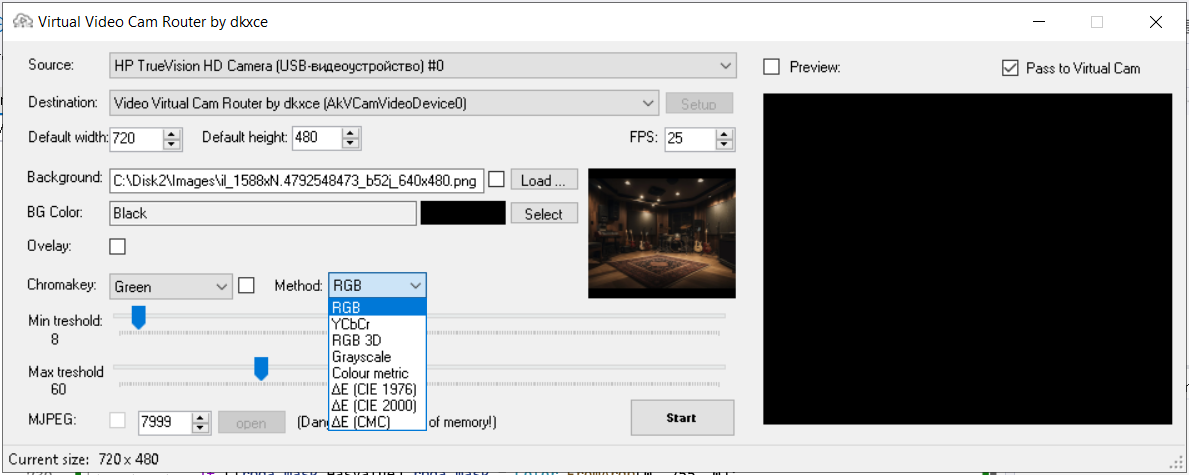 Virtual Video Cam Router by dkxce
Source: HP TrueVision HD Camera (USB-видеоустройство) #0
Preview: Pass to Virtual Cam
Destination: Video Virtual Cam Router by dkxce (AkVCamVideoDevice0) Setup
Default width: 720 Default height: 480 FPS: 25
Background: C:\Disk2\Images\il_1588xN.4792548473_b52j_640x480.png Load ...
BG Color: Black Select
Ovelay:
Chromakey: Green Method: RGB
RGB
YCbCr
RGB 3D
Grayscale
Colour metric
ΔE (CIE 1976)
ΔE (CIE 2000)
ΔE (CMC)
Min treshold:
8
Max treshold
60
MJPEG: 7999 open (Dang of memory!) Start
Current size: 720 x 480